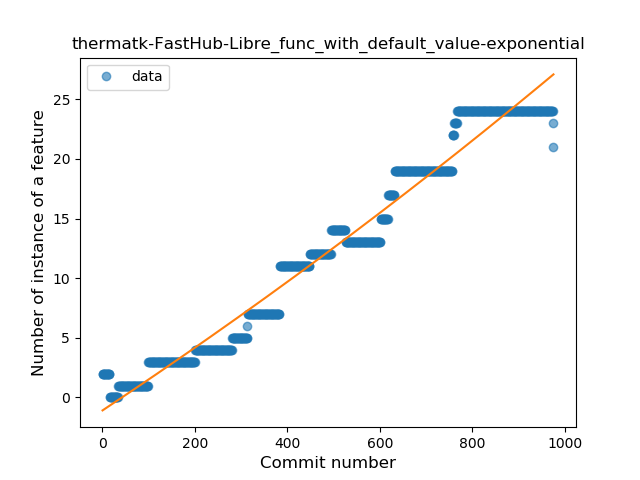 thermatk-FastHub-Libre_func_with_default_value-exponential
data
Number of instance of a feature
25
20
15
10
5
0
0 200 400 600 800 1000
Commit number